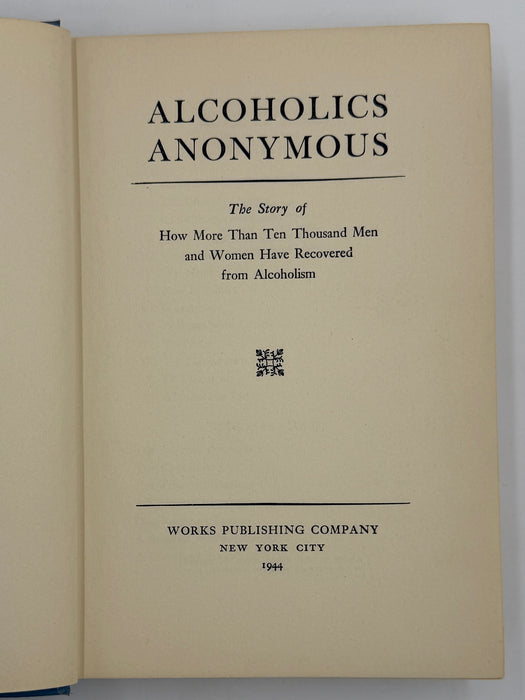 ALCOHOLICS
ANONYMOUS
The Story of
How More Than Ten Thousand Men
and Women Have Recovered
from Alcoholism
WORKS PUBLISHING COMPANY
NEW YORK CITY
1944